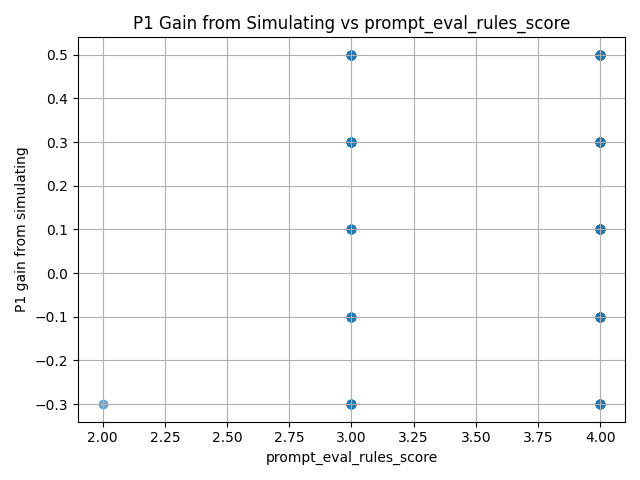 P1 Gain from Simulating vs prompt_eval_rules_score
P1 gain from simulating
0.5
0.4
0.3
0.2
0.1
0.0
−0.1
−0.2
−0.3
2.00 2.25 2.50 2.75 3.00 3.25 3.50 3.75 4.00
prompt_eval_rules_score